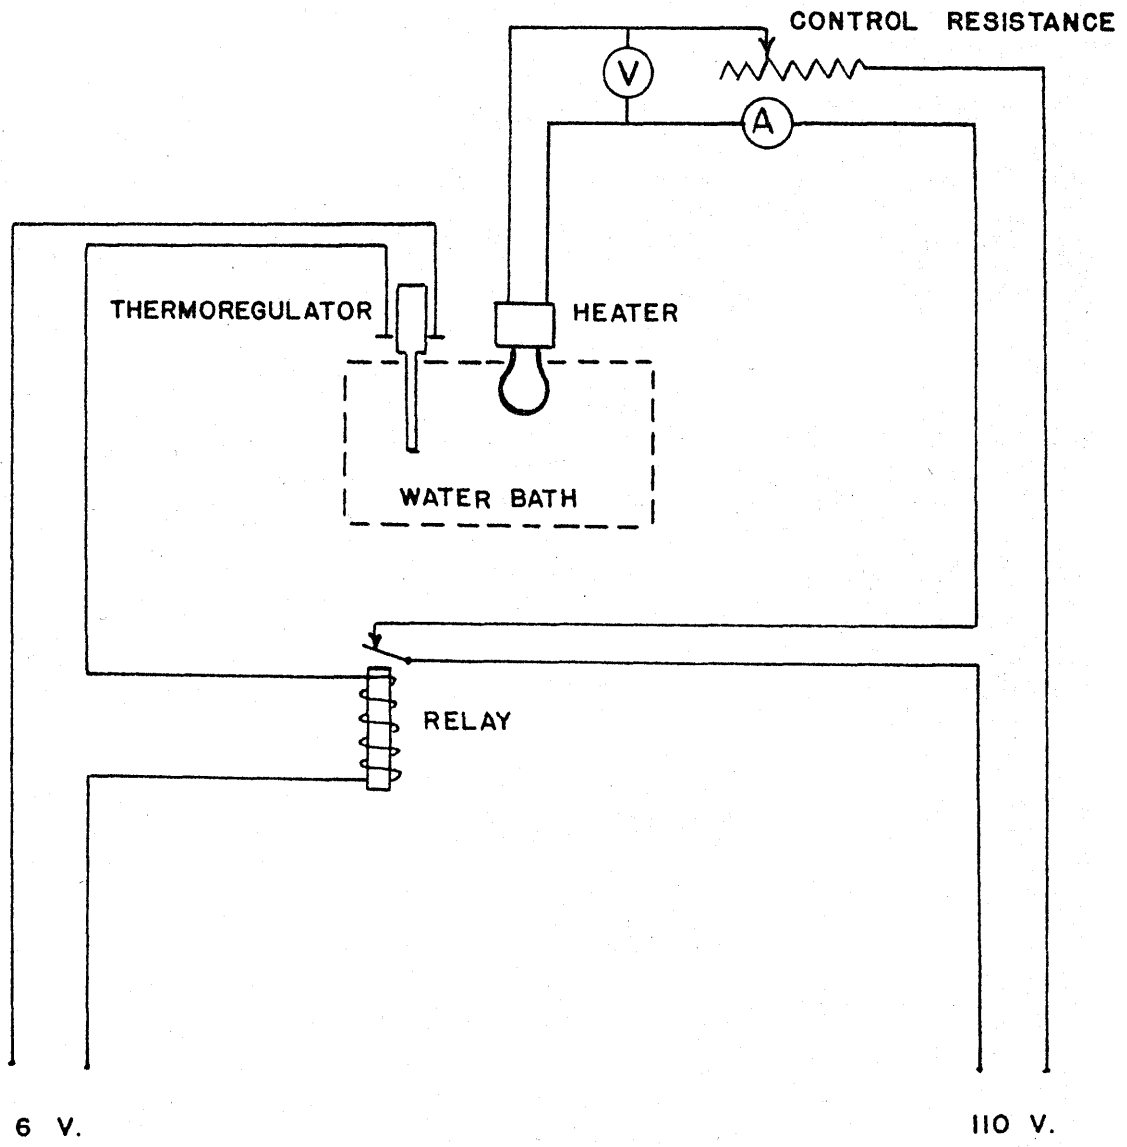 CONTROL RESISTANCE
V
A
THERMOREGULATOR
HEATER
WATER BATH
RELAY
6 V.
110 V.